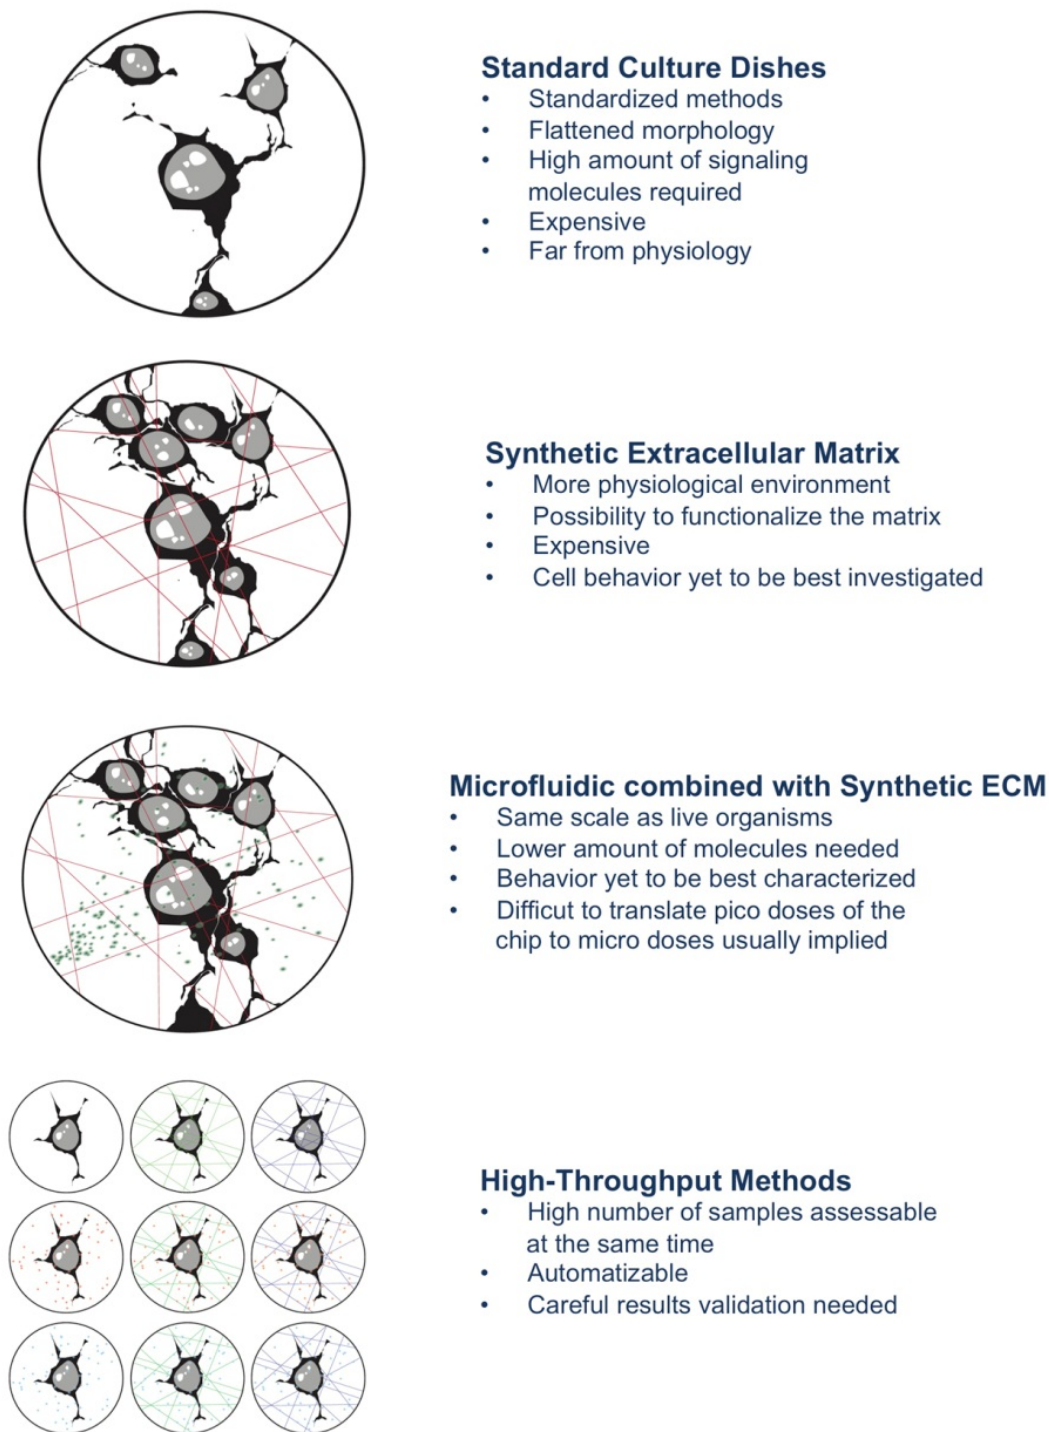 Standard Culture Dishes
• Standardized methods
• Flattened morphology
• High amount of signaling
molecules required
• Expensive
• Far from physiology
Synthetic Extracellular Matrix
• More physiological environment
• Possibility to functionalize the matrix
• Expensive
• Cell behavior yet to be best investigated
Microfluidic combined with Synthetic ECM
• Same scale as live organisms
• Lower amount of molecules needed
• Behavior yet to be best characterized
• Difficut to translate pico doses of the
chip to micro doses usually implied
High-Throughput Methods
• High number of samples assessable
at the same time
• Automatizable
• Careful results validation needed